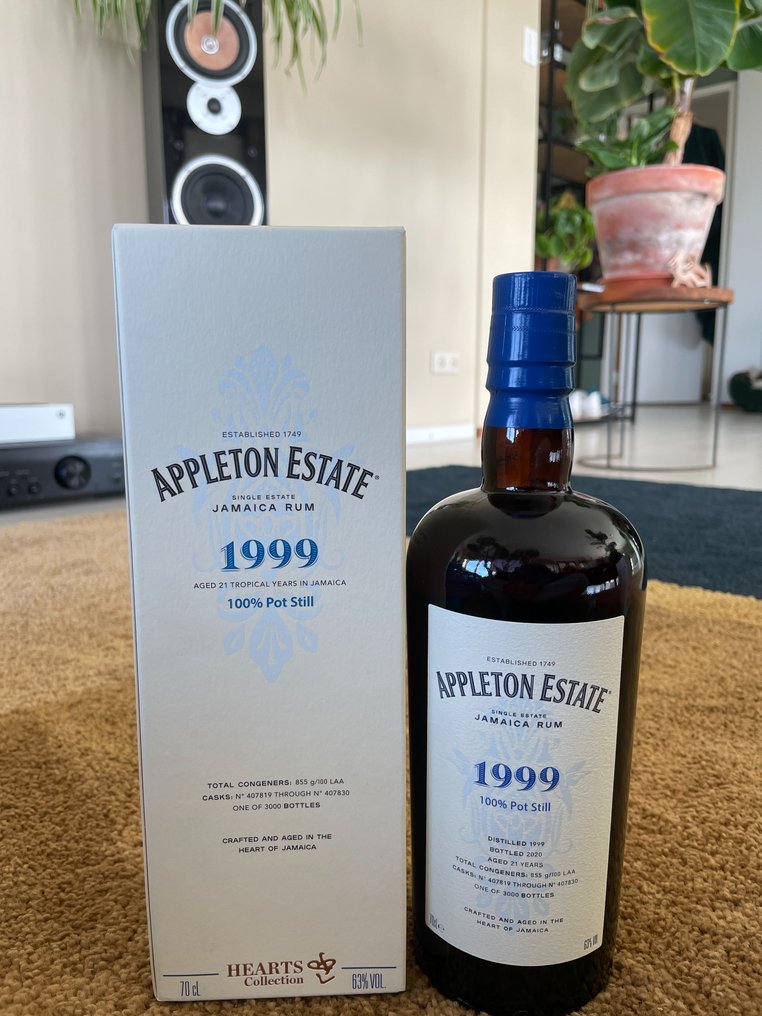 ESTABLISHED 1749
APPLETON ESTATE®
SINGLE ESTATE
JAMAICA RUM
1999
AGED 21 TROPICAL YEARS IN JAMAICA
100% Pot Still
TOTAL CONGENERS: 855 g/100 LAA
CASKS: N° 407819 THROUGH N° 407830
ONE OF 3000 BOTTLES
CRAFTED AND AGED IN THE
HEART OF JAMAICA
HEARTS
Collection
70 cL
63% VOL.
ESTABLISHED 1749
APPLETON ESTATE®
SINGLE ESTATE
JAMAICA RUM
1999
100% Pot Still
DISTILLED 1999
BOTTLED 2020
AGED 21 YEARS
TOTAL CONGENERS: 855 g/100 LAA
CASKS: N° 407819 THROUGH N° 407830
ONE OF 3000 BOTTLES
CRAFTED AND AGED IN THE
HEART OF JAMAICA
70cl e
63% VOL